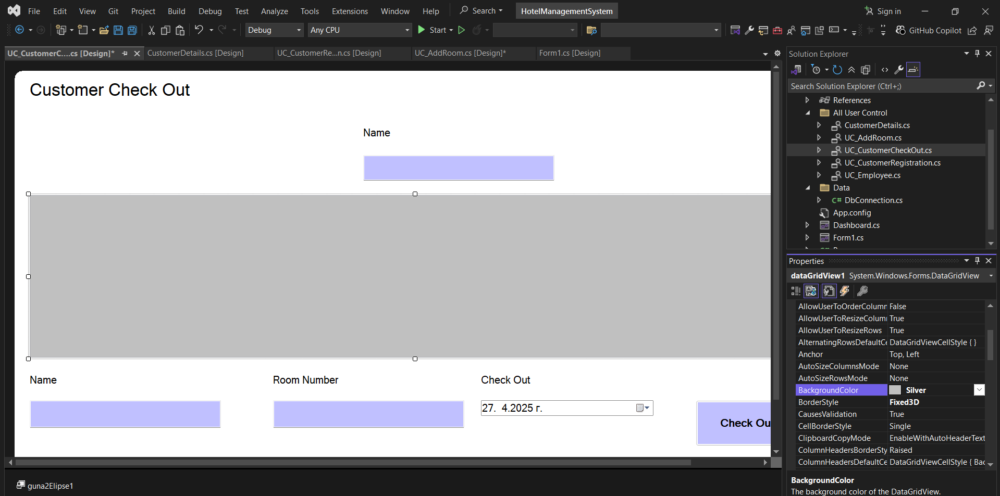 File Edit View Git Project Build Debug Test Analyze Tools Extensions Window Help Search HotelManagementSystem Sign in
Debug Any CPU Start GitHub Copilot
UC_CustomerC....cs [Design]* CustomerDetails.cs [Design] UC_CustomerRe...n.cs [Design] UC_AddRoom.cs [Design]* Form1.cs [Design]
Customer Check Out
Name
Name Room Number Check Out
27. 4.2025 г.
Check Ou
guna2Elipse1
Solution Explorer
Search Solution Explorer (Ctrl+;)
References
All User Control
CustomerDetails.cs
UC_AddRoom.cs
UC_CustomerCheckOut.cs
UC_CustomerRegistration.cs
UC_Employee.cs
Data
C# DbConnection.cs
App.config
Dashboard.cs
Form1.cs
Properties
dataGridView1 System.Windows.Forms.DataGridView
AllowUserToOrderColumn False
AllowUserToResizeColumn True
AllowUserToResizeRows True
AlternatingRowsDefaultCe DataGridViewCellStyle { }
Anchor Top, Left
AutoSizeColumnsMode None
AutoSizeRowsMode None
BackgroundColor Silver
BorderStyle Fixed3D
CausesValidation True
CellBorderStyle Single
ClipboardCopyMode EnableWithAutoHeaderText
ColumnHeadersBorderSty Raised
ColumnHeadersDefaultCe DataGridViewCellStyle { Bac
BackgroundColor
The background color of the DataGridView.